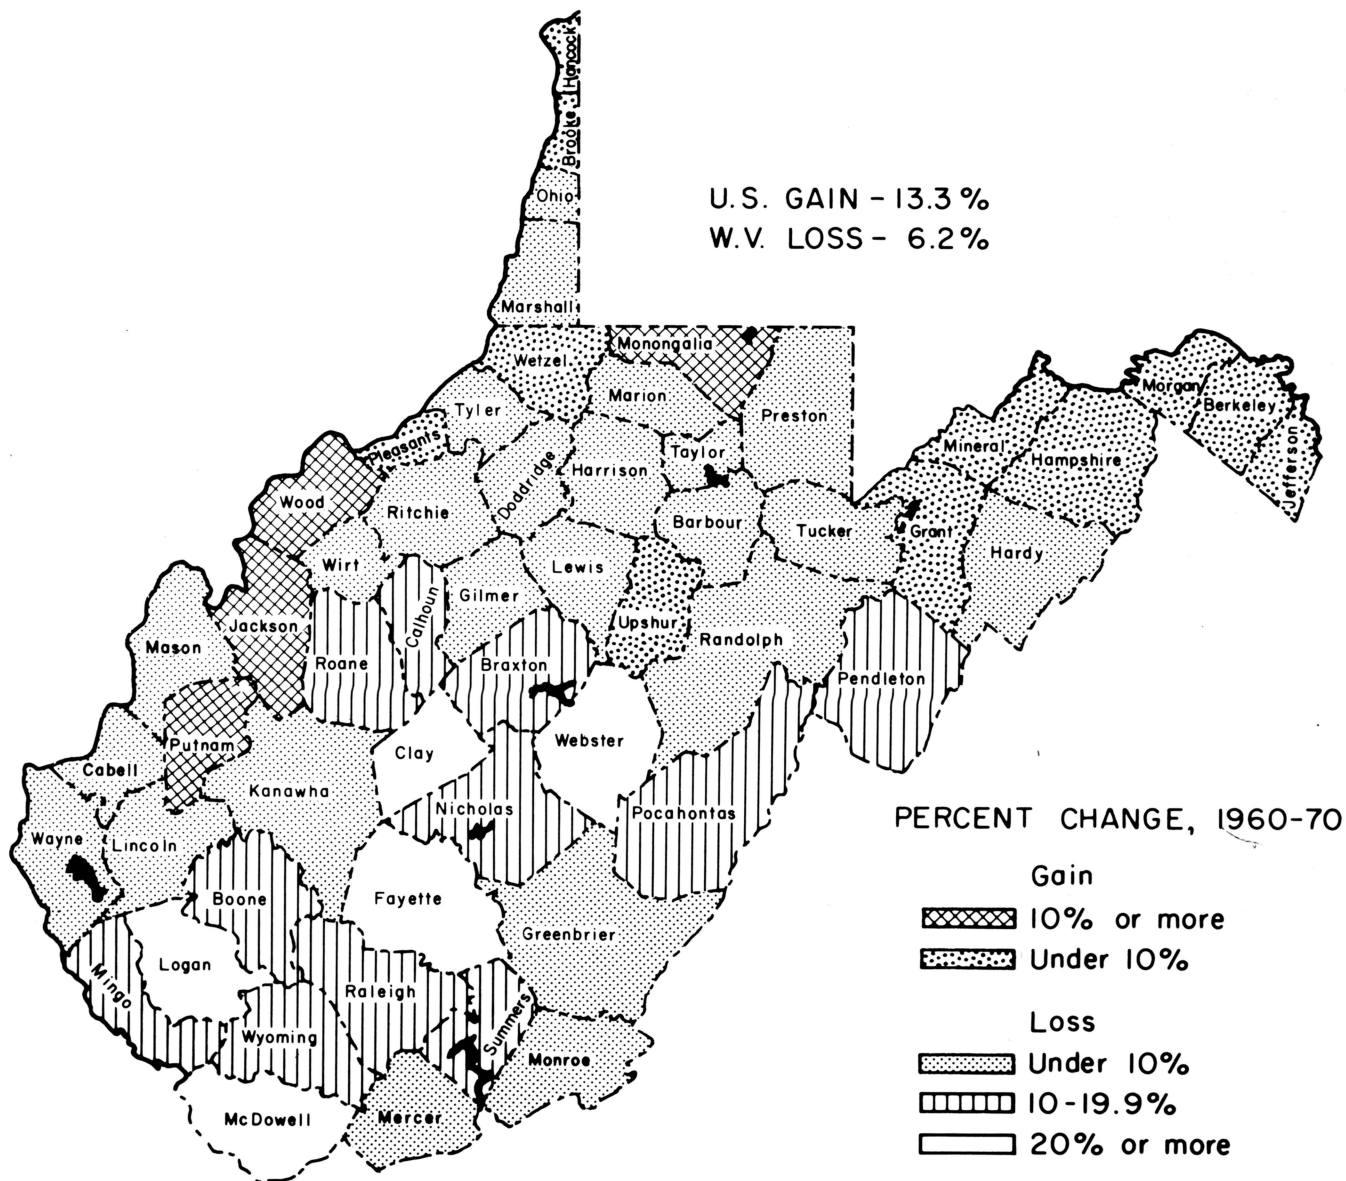 Hancock
Brooke
Ohio
U.S. GAIN – 13.3%
W.V. LOSS – 6.2%
Marshall
Monongalia
Wetzel
Marion
Preston
Morgan
Berkeley
Jefferson
Tyler
Pleasants
Taylor
Mineral
Hampshire
Wood
Ritchie
Doddridge
Harrison
Barbour
Tucker
Grant
Hardy
Wirt
Lewis
Gilmer
Calhoun
Jackson
Upshur
Randolph
Mason
Roane
Braxton
Pendleton
Putnam
Clay
Webster
Cabell
Kanawha
Nicholas
Pocahontas
Wayne
Lincoln
Boone
Fayette
Greenbrier
Logan
Mingo
Raleigh
Summers
Wyoming
Monroe
McDowell
Mercer
PERCENT CHANGE, 1960-70
Gain
10% or more
Under 10%
Loss
Under 10%
10-19.9%
20% or more